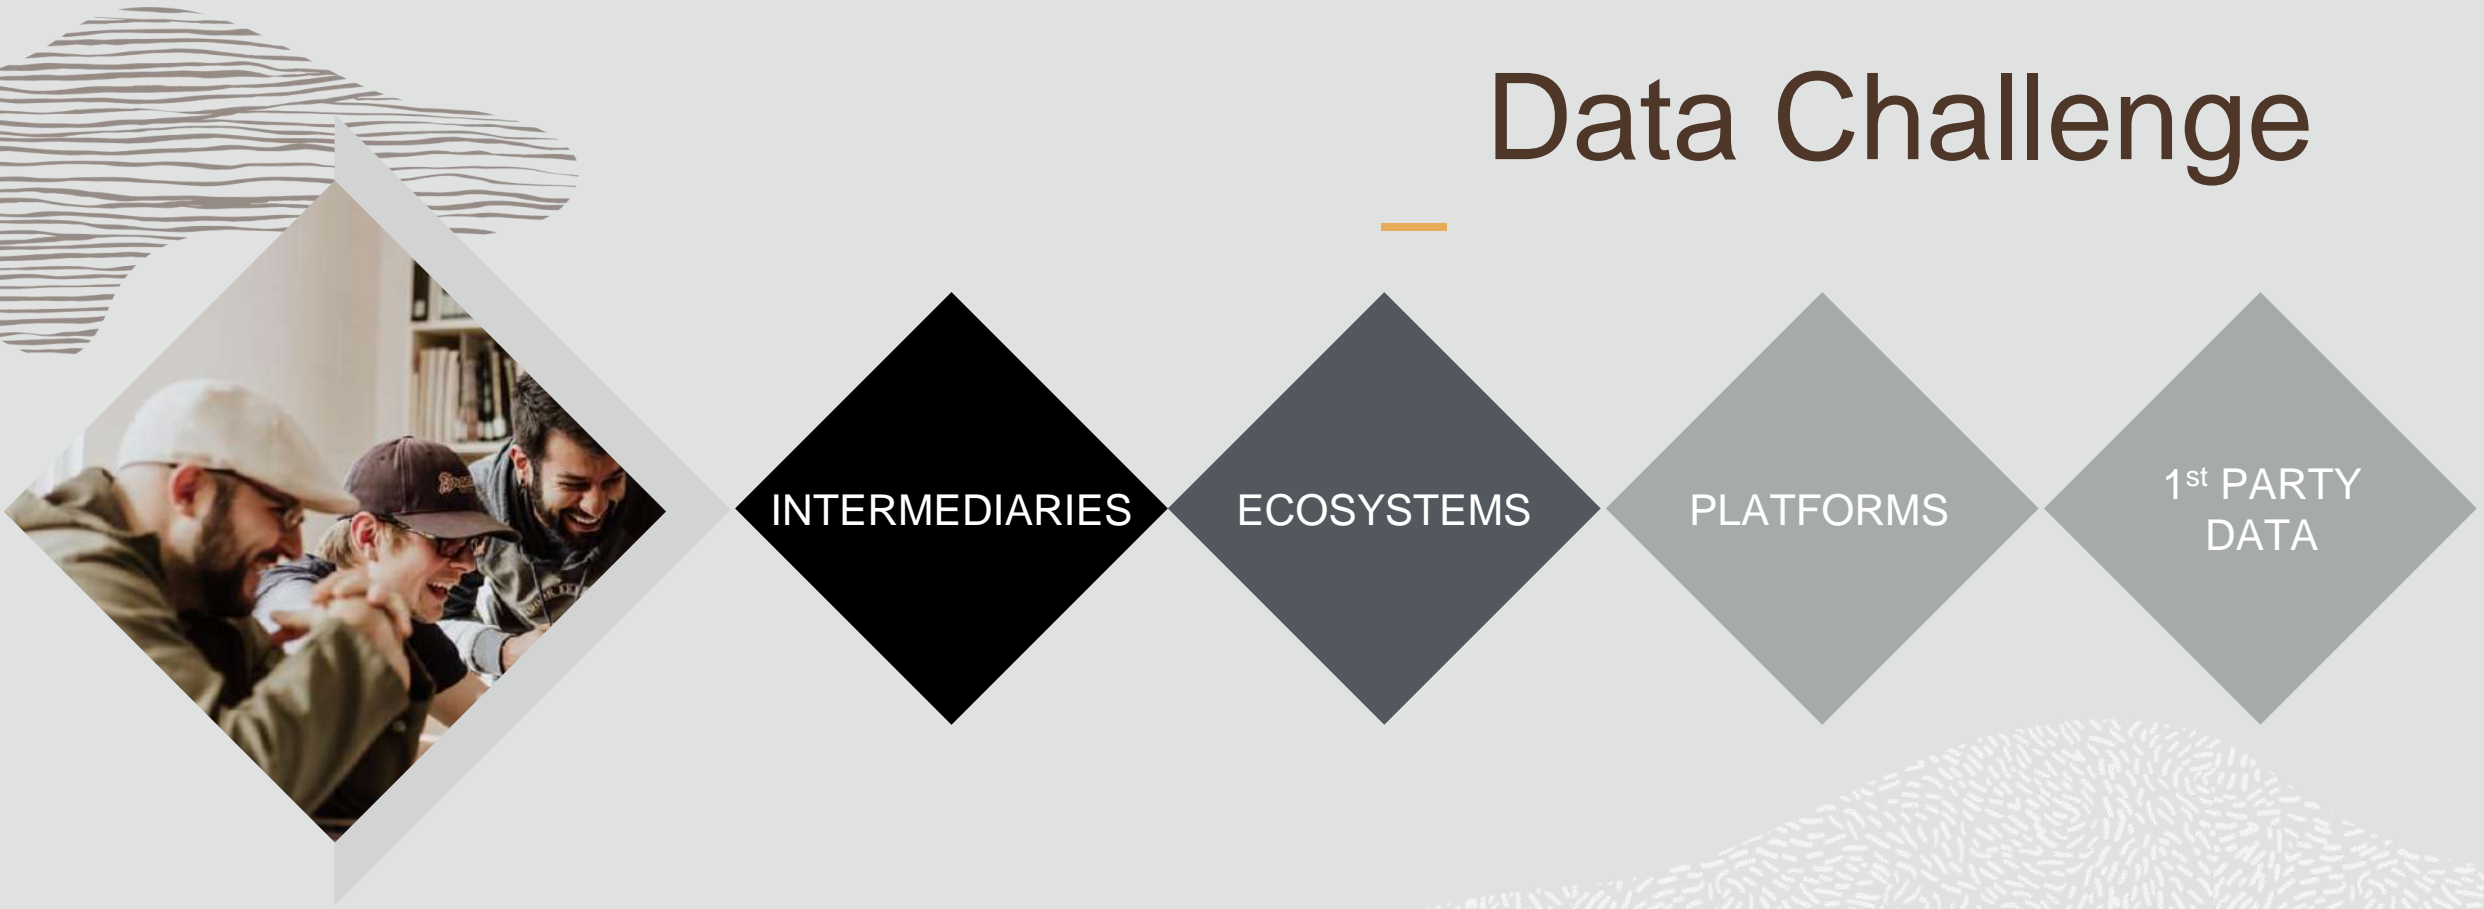 Data Challenge
INTERMEDIARIES
ECOSYSTEMS
PLATFORMS
1st PARTY
DATA